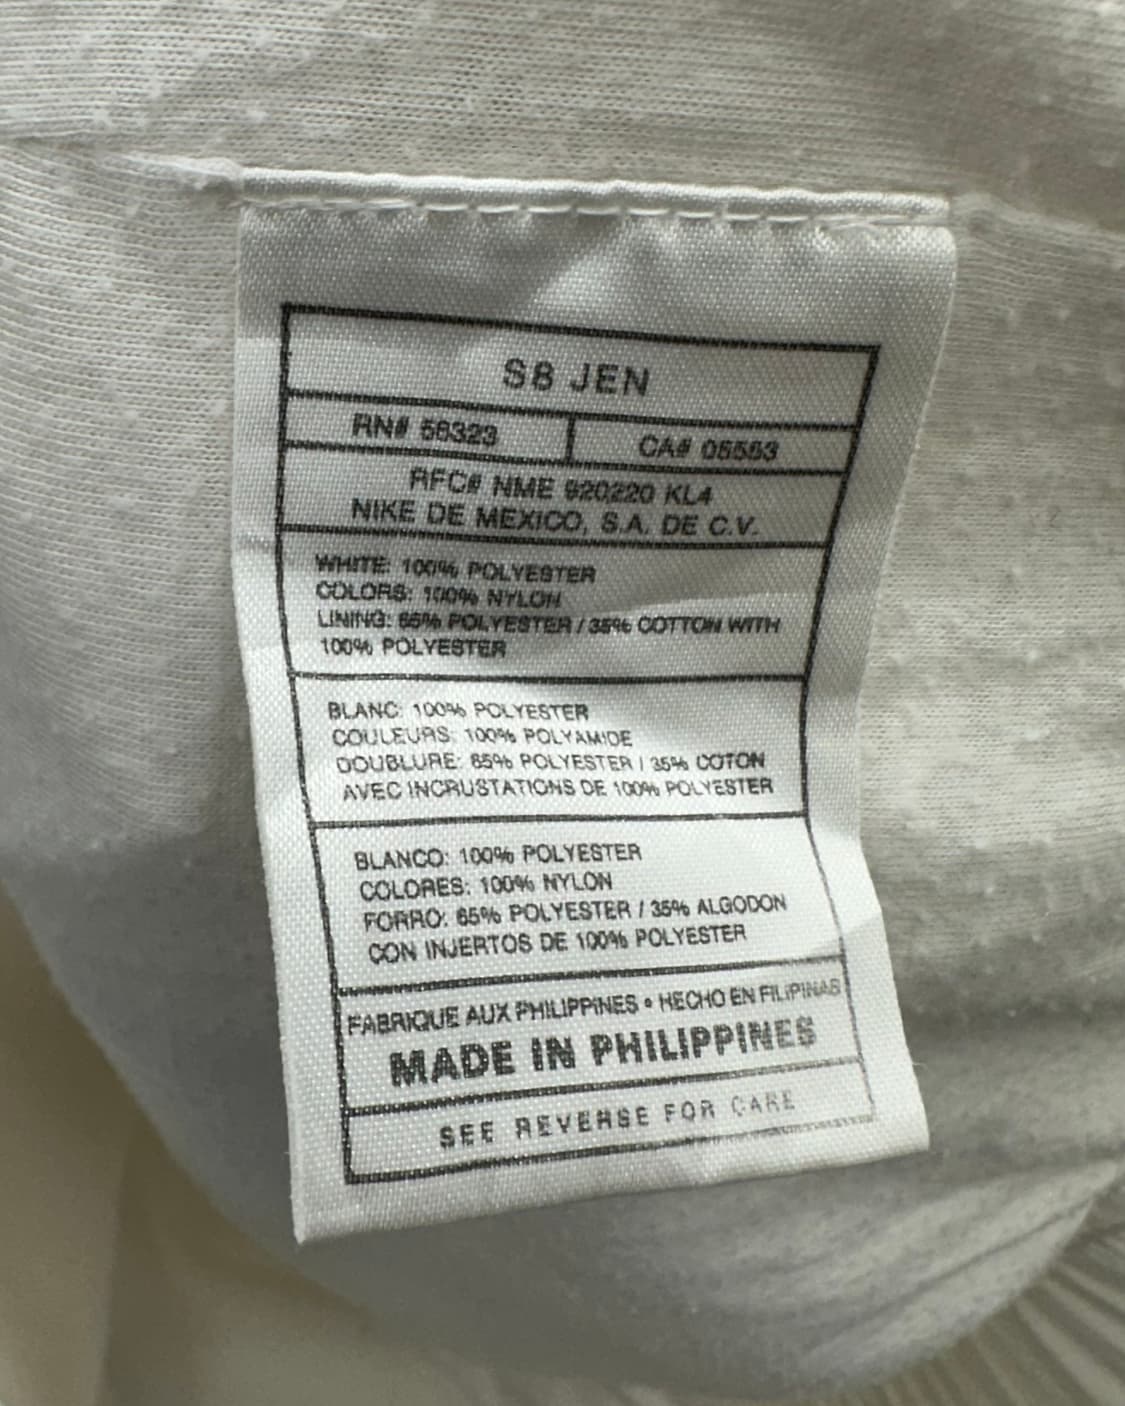 S8 JEN
RN# 56323
CA# 05553
RFC# NME 920220 KL4
NIKE DE MEXICO, S.A. DE C.V.
WHITE: 100% POLYESTER
COLORS: 100% NYLON
LINING: 65% POLYESTER / 35% COTTON WITH
100% POLYESTER
BLANC: 100% POLYESTER
COULEURS: 100% POLYAMIDE
DOUBLURE: 65% POLYESTER / 35% COTON
AVEC INCRUSTATIONS DE 100% POLYESTER
BLANCO: 100% POLYESTER
COLORES: 100% NYLON
FORRO: 65% POLYESTER / 35% ALGODON
CON INJERTOS DE 100% POLYESTER
FABRIQUE AUX PHILIPPINES • HECHO EN FILIPINAS
MADE IN PHILIPPINES
SEE REVERSE FOR CARE